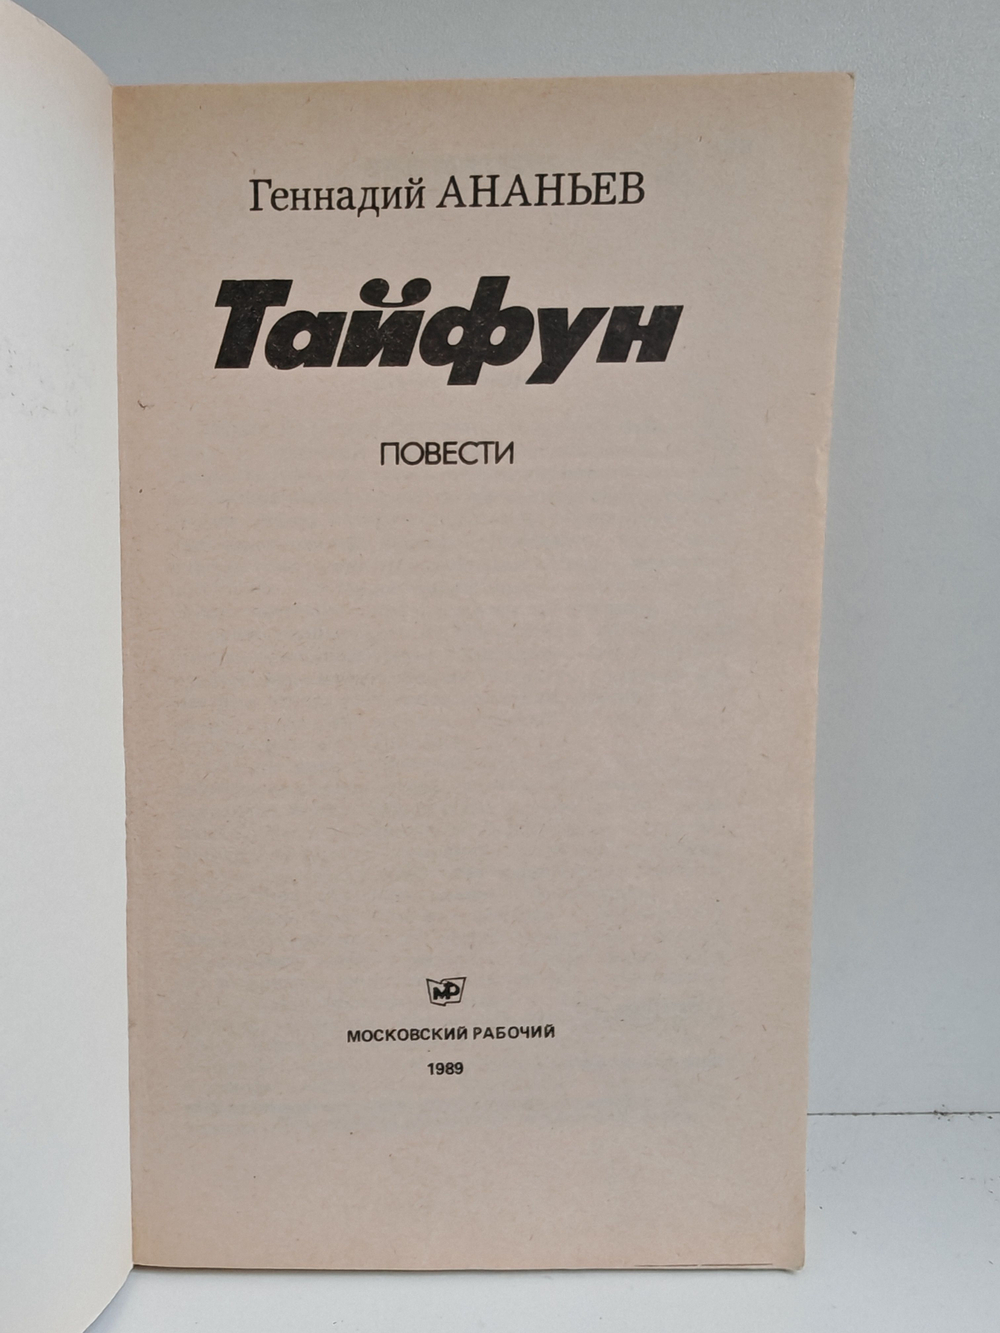 Геннадий АНАНЬЕВ
Тайфун
ПОВЕСТИ
МР
МОСКОВСКИЙ РАБОЧИЙ
1989